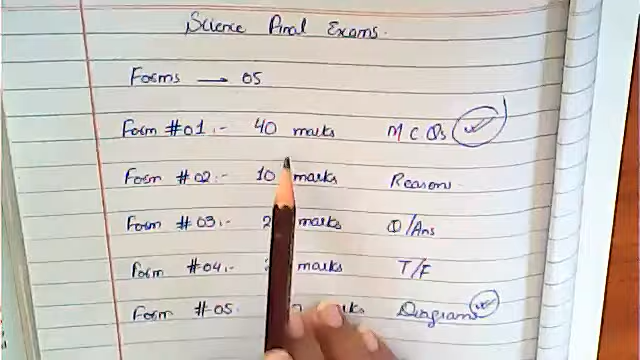 Science Final Exams.
Forms → 05
Form #01:- 40 marks MCQs
Form #02:- 10 marks Reasons
Form #03:- 2 marks Q/Ans
Form #04:- marks T/F
Form #05. Diagrams